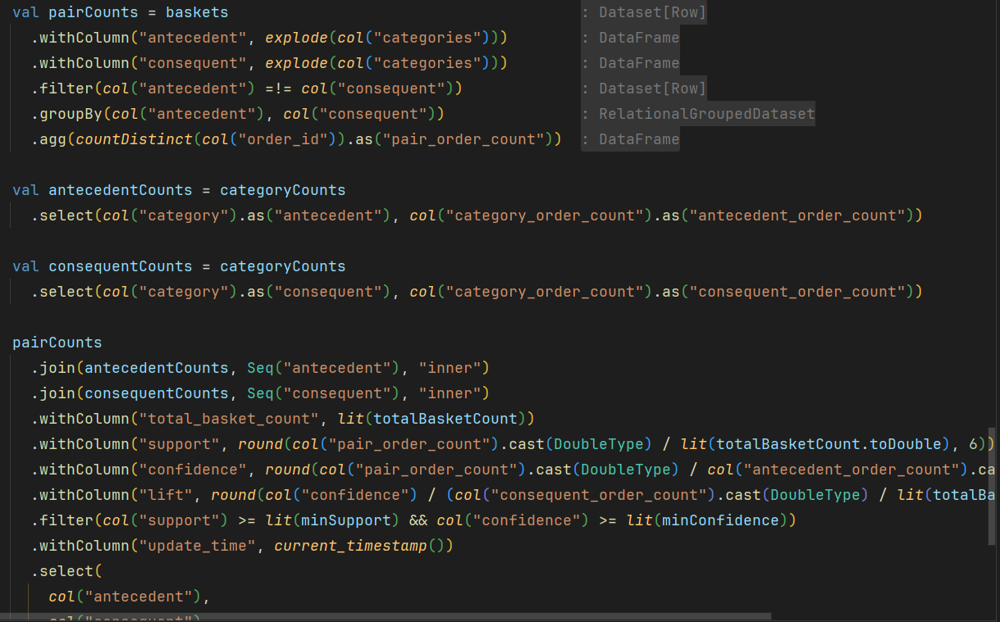 val pairCounts = baskets : Dataset[Row]
.withColumn("antecedent", explode(col("categories"))) : DataFrame
.withColumn("consequent", explode(col("categories"))) : DataFrame
.filter(col("antecedent") =!= col("consequent")) : Dataset[Row]
.groupBy(col("antecedent"), col("consequent")) : RelationalGroupedDataset
.agg(countDistinct(col("order_id")).as("pair_order_count")) : DataFrame
val antecedentCounts = categoryCounts
.select(col("category").as("antecedent"), col("category_order_count").as("antecedent_order_count"))
val consequentCounts = categoryCounts
.select(col("category").as("consequent"), col("category_order_count").as("consequent_order_count"))
pairCounts
.join(antecedentCounts, Seq("antecedent"), "inner")
.join(consequentCounts, Seq("consequent"), "inner")
.withColumn("total_basket_count", lit(totalBasketCount))
.withColumn("support", round(col("pair_order_count").cast(DoubleType) / lit(totalBasketCount.toDouble), 6))
.withColumn("confidence", round(col("pair_order_count").cast(DoubleType) / col("antecedent_order_count").ca
.withColumn("lift", round(col("confidence") / (col("consequent_order_count").cast(DoubleType) / lit(totalBa
.filter(col("support") >= lit(minSupport) && col("confidence") >= lit(minConfidence))
.withColumn("update_time", current_timestamp())
.select(
col("antecedent"),